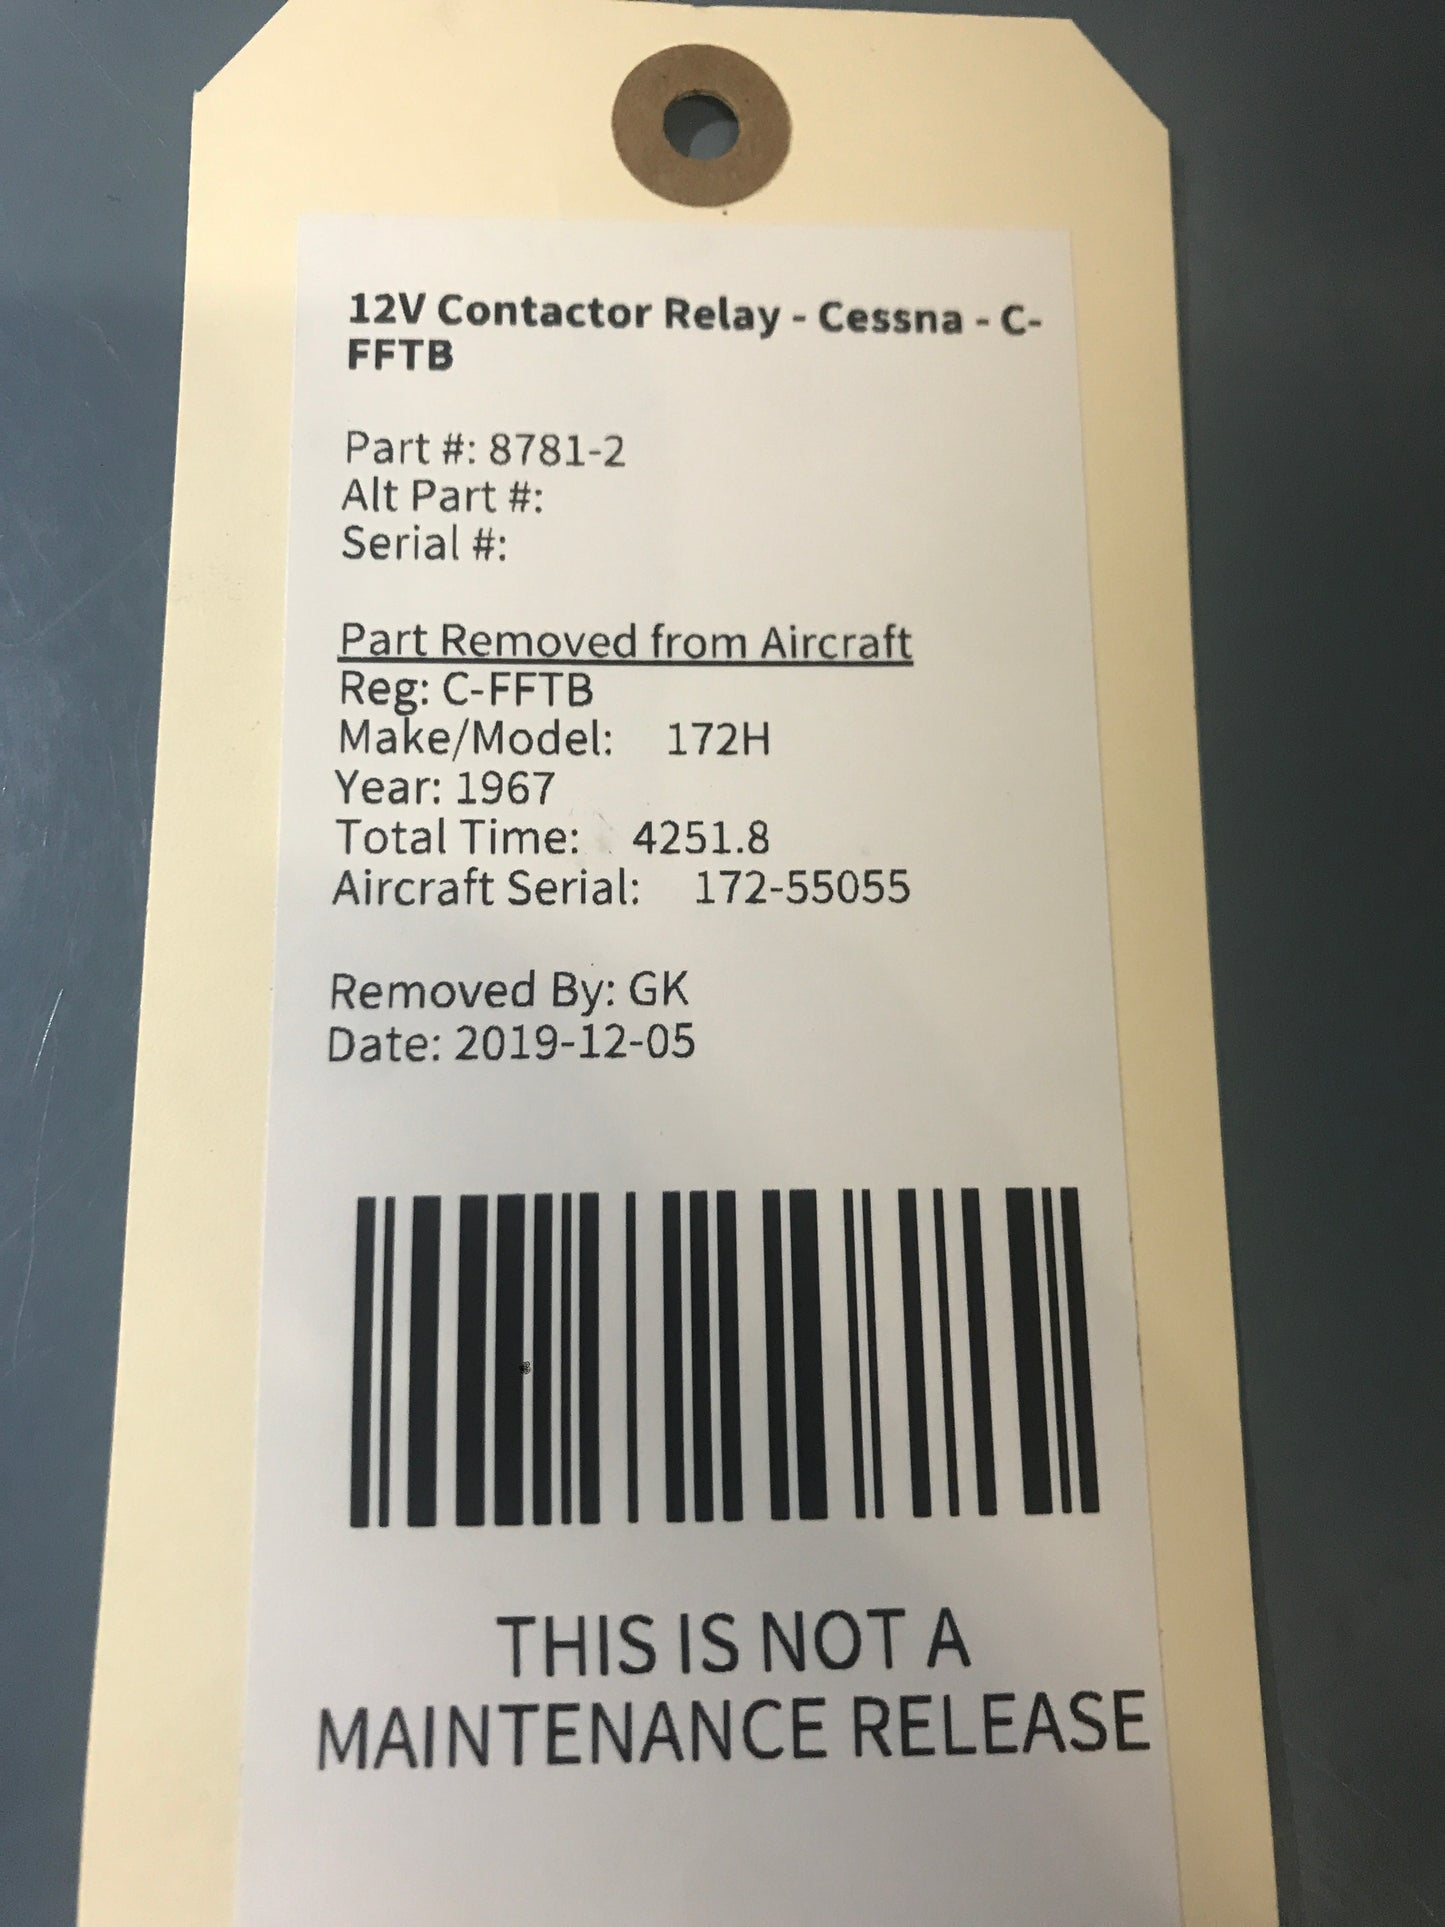 12V Contactor Relay - Cessna - C-
FFTB
Part #: 8781-2
Alt Part #:
Serial #:
Part Removed from Aircraft
Reg: C-FFTB
Make/Model: 172H
Year: 1967
Total Time: 4251.8
Aircraft Serial: 172-55055
Removed By: GK
Date: 2019-12-05
THIS IS NOT A
MAINTENANCE RELEASE